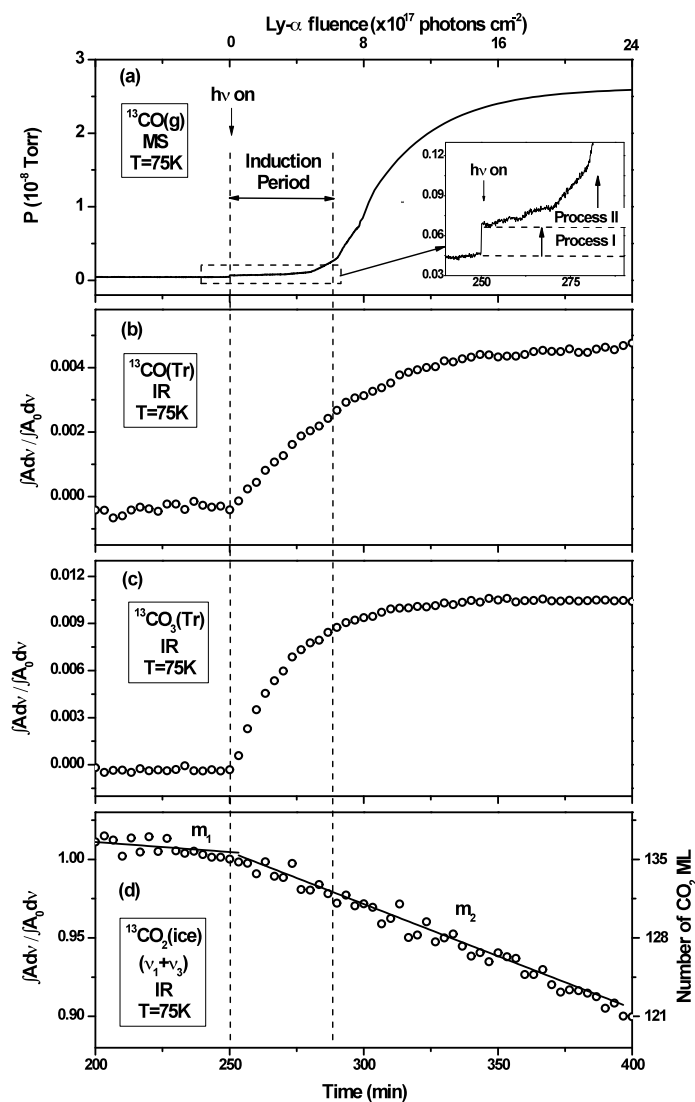 Ly-α fluence (x10¹⁷ photons cm⁻²)
0 8 16 24
(a)
¹³CO(g)
MS
T=75K
hν on
Induction
Period
P (10⁻⁸ Torr)
3
2
1
0
0.12
0.09
0.06
0.03
hν on
Process II
Process I
250 275
(b)
¹³CO(Tr)
IR
T=75K
∫Adν / ∫A₀dν
0.004
0.002
0.000
(c)
¹³CO₃(Tr)
IR
T=75K
∫Adν / ∫A₀dν
0.012
0.009
0.006
0.003
0.000
m₁
m₂
(d)
¹³CO₂(ice)
(ν₁+ν₃)
IR
T=75K
∫Adν / ∫A₀dν
1.00
0.95
0.90
135
128
121
Number of CO₂ ML
200 250 300 350 400
Time (min)